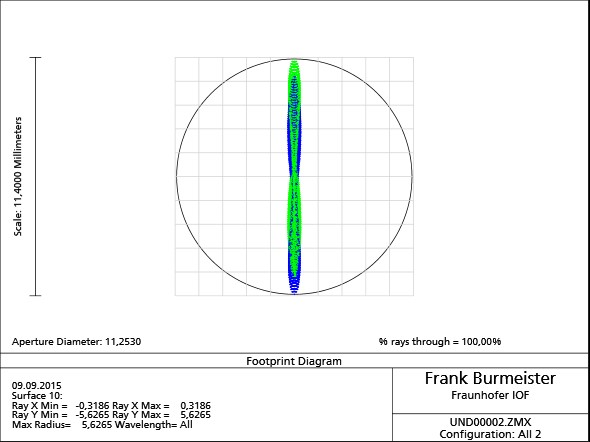 Scale: 11,4000 Millimeters
Aperture Diameter: 11,2530
% rays through = 100,00%
Footprint Diagram
09.09.2015
Surface 10:
Ray X Min = -0,3186 Ray X Max = 0,3186
Ray Y Min = -5,6265 Ray Y Max = 5,6265
Max Radius= 5,6265 Wavelength= All
Frank Burmeister
Fraunhofer IOF
UND00002.ZMX
Configuration: All 2